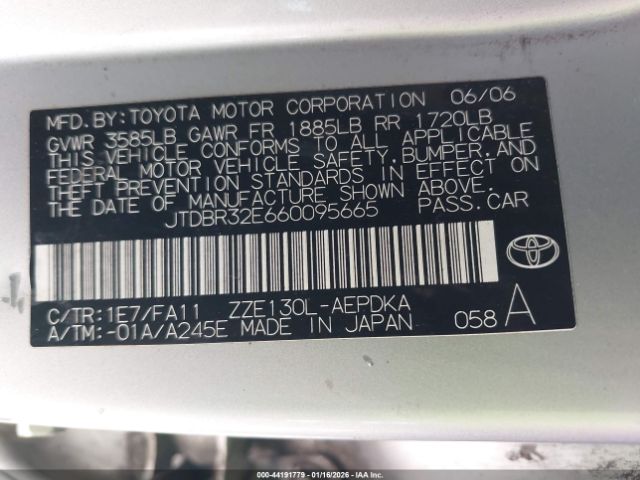 MFD. BY: TOYOTA MOTOR CORPORATION 06/06
GVWR 3585LB GAWR FR 1885LB RR 1720LB
THIS VEHICLE CONFORMS TO ALL APPLICABLE
FEDERAL MOTOR VEHICLE SAFETY, BUMPER, AND
THEFT PREVENTION STANDARDS IN EFFECT ON
THE DATE OF MANUFACTURE SHOWN ABOVE.
JTDBR32E660095665 PASS. CAR
C/TR: 1E7/FA11 ZZE130L-AEPDKA
A/TM: -01A/A245E MADE IN JAPAN 058 A
000-44191779 - 01/16/2026 - IAA Inc.